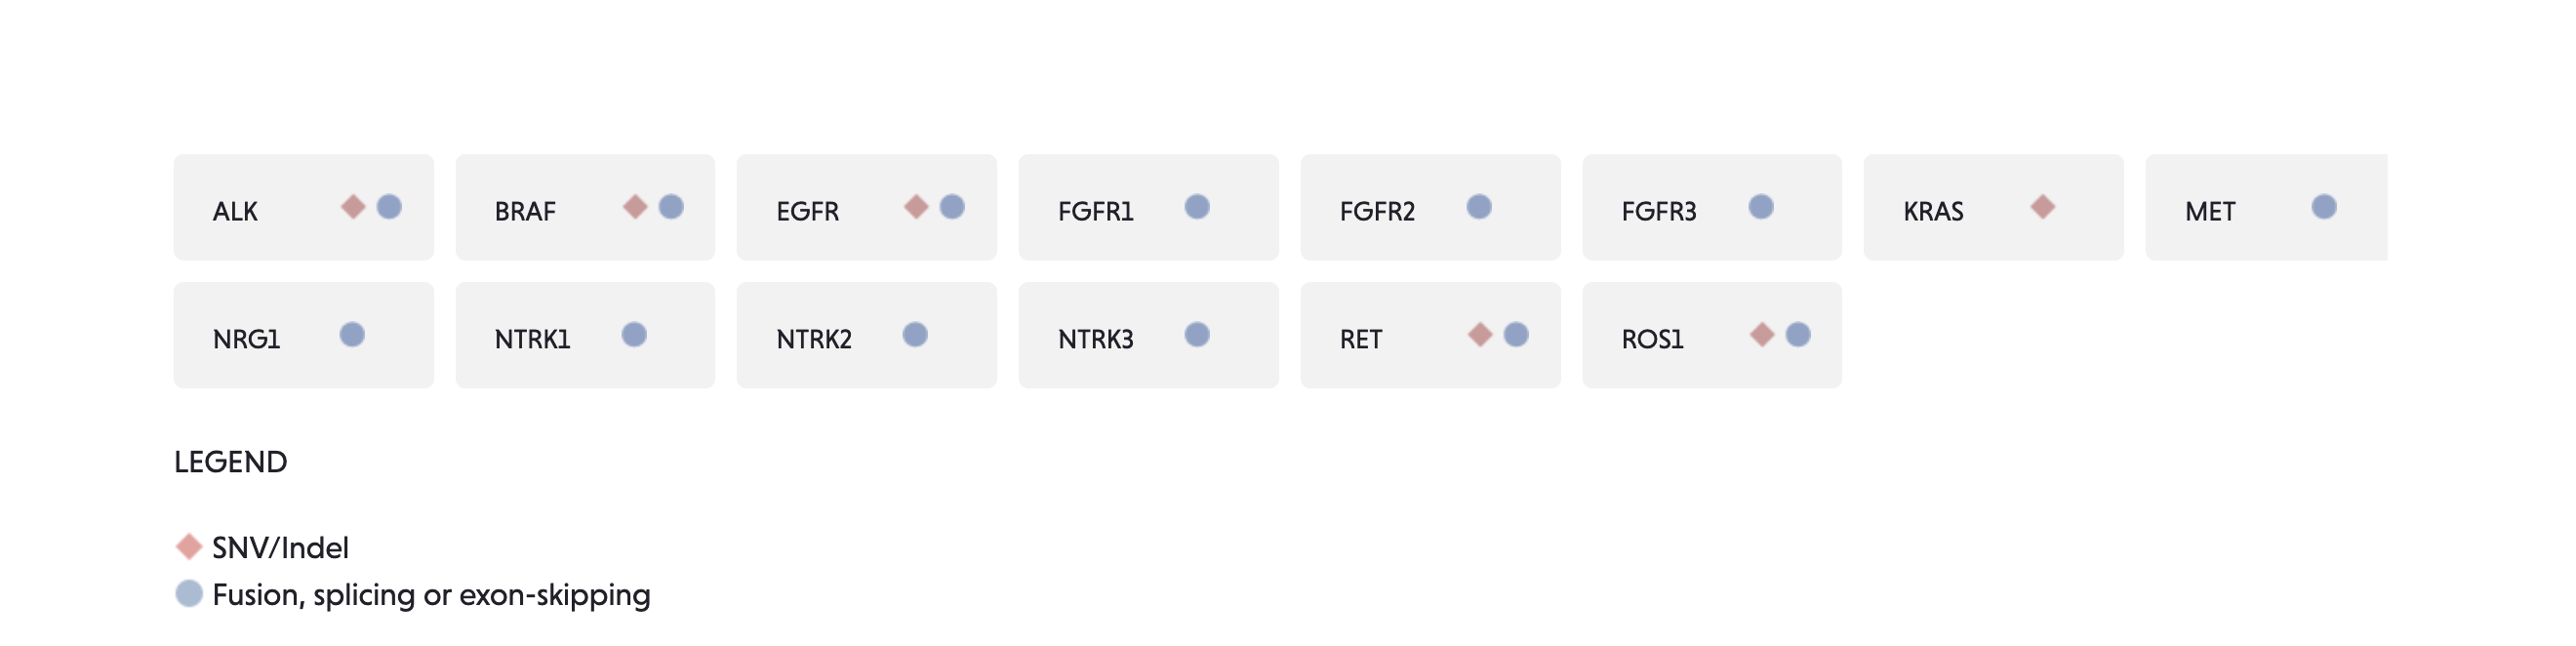 ALK BRAF EGFR FGFR1 FGFR2 FGFR3 KRAS MET
NRG1 NTRK1 NTRK2 NTRK3 RET ROS1
LEGEND
SNV/Indel
Fusion, splicing or exon-skipping